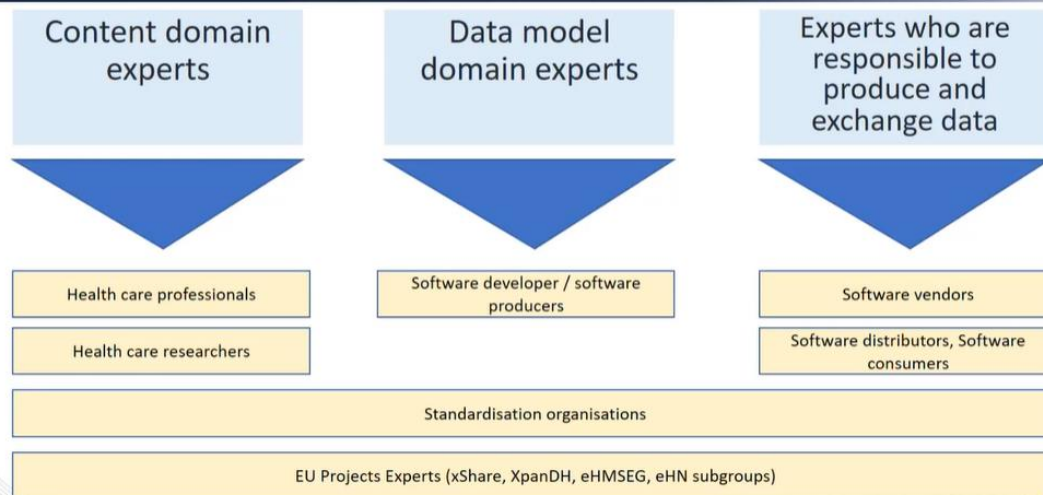 Content domain
experts
Data model
domain experts
Experts who are
responsible to
produce and
exchange data
Health care professionals
Software developer / software
producers
Software vendors
Health care researchers
Software distributors, Software
consumers
Standardisation organisations
EU Projects Experts (xShare, XpanDH, eHMSEG, eHN subgroups)